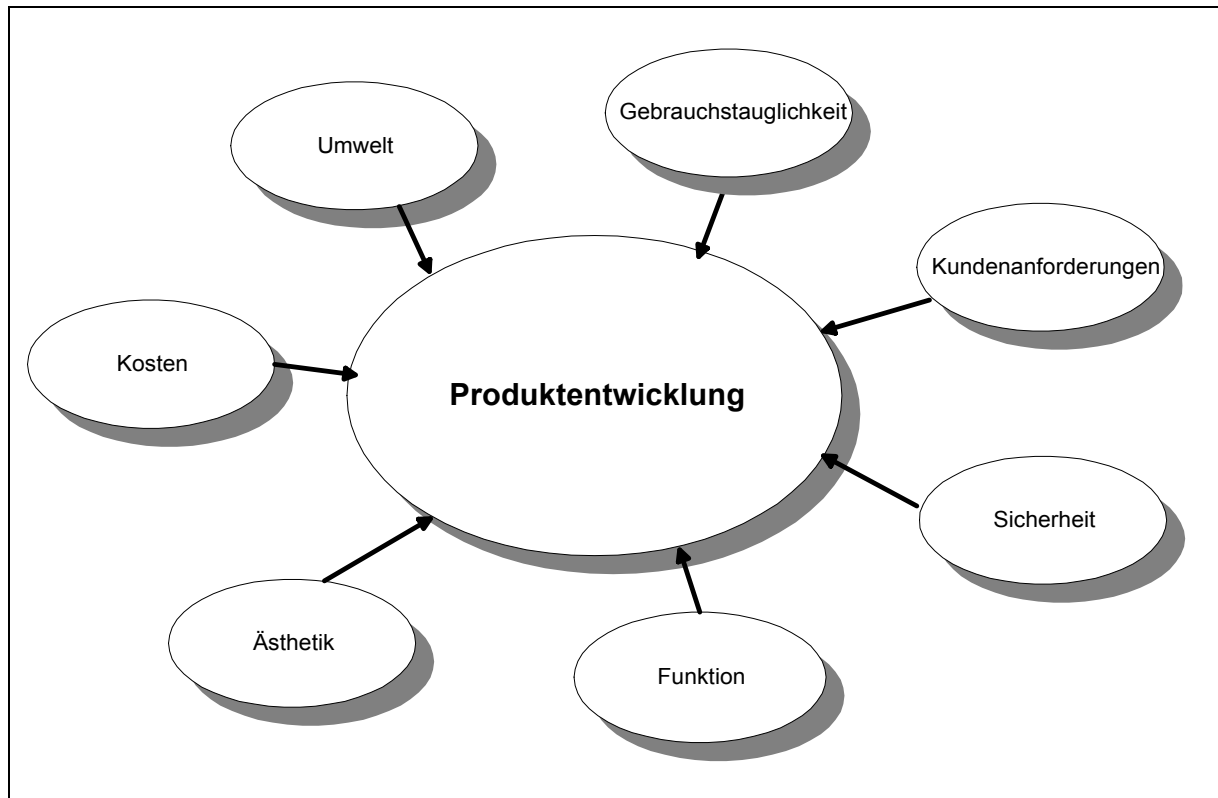 Gebrauchstauglichkeit
Umwelt
Kundenanforderungen
Kosten
Produktentwicklung
Sicherheit
Ästhetik
Funktion